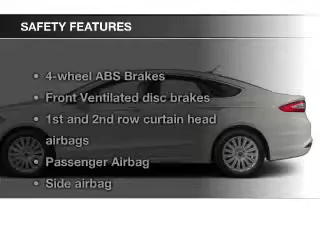 SAFETY FEATURES
• 4-wheel ABS Brakes
• Front Ventilated disc brakes
• 1st and 2nd row curtain head
airbags
• Passenger Airbag
• Side airbag